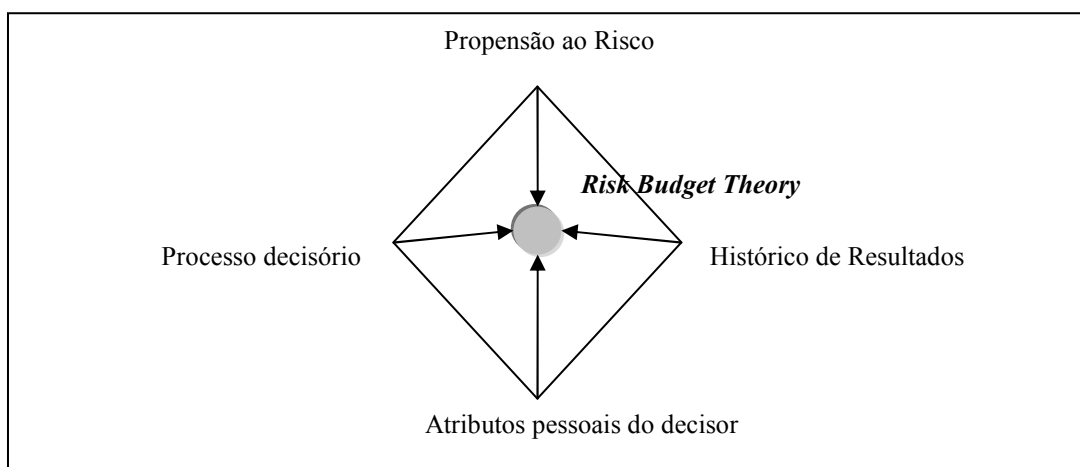 Propensão ao Risco
Risk Budget Theory
Processo decisório
Histórico de Resultados
Atributos pessoais do decisor